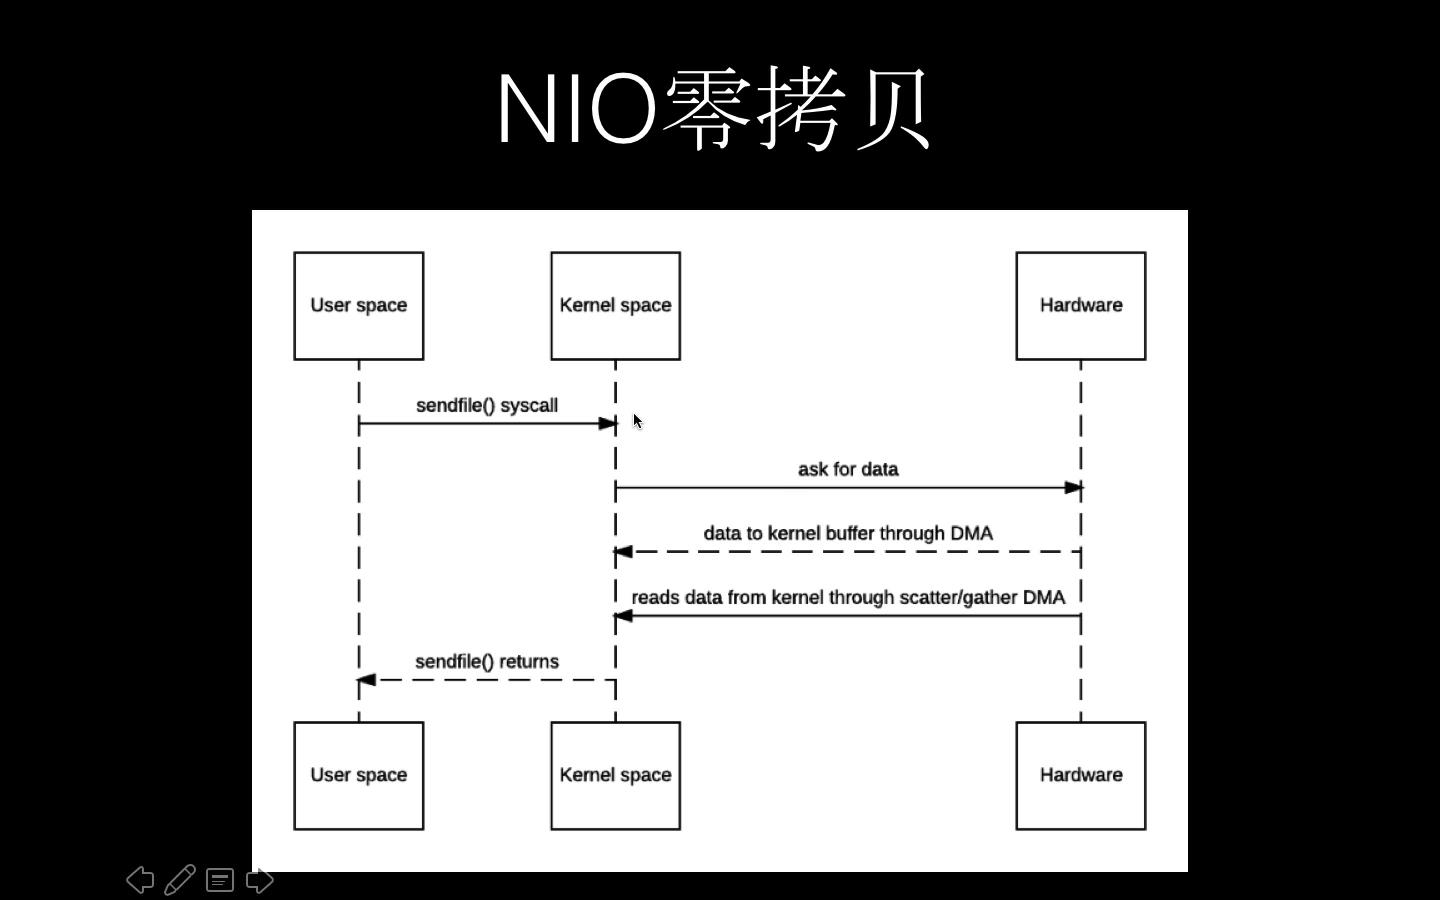 NIO零拷贝
User space
Kernel space
Hardware
sendfile() syscall
ask for data
data to kernel buffer through DMA
reads data from kernel through scatter/gather DMA
sendfile() returns
User space
Kernel space
Hardware